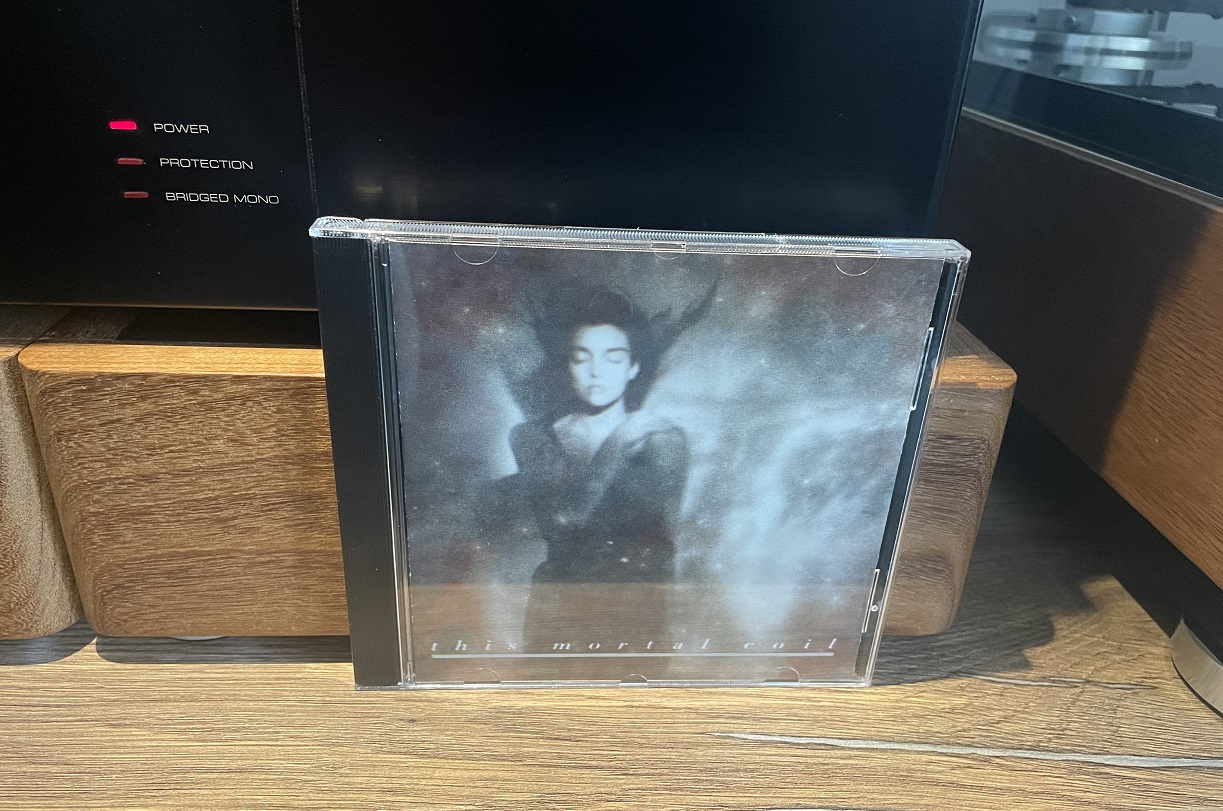 POWER
PROTECTION
BRIDGED MONO
this mortal coil